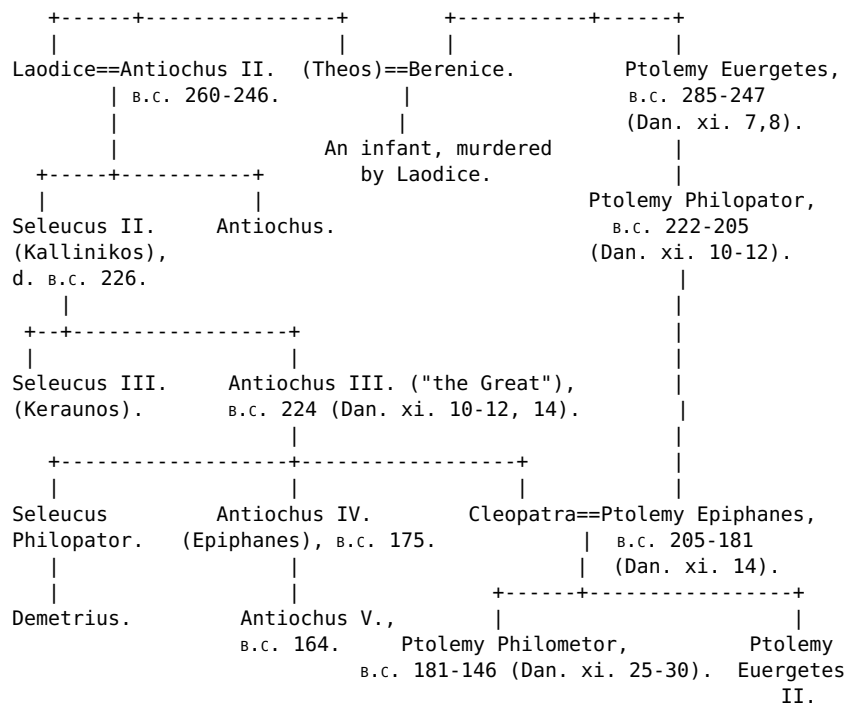 Laodice==Antiochus II. (Theos)==Berenice. Ptolemy Euergetes,
B.C. 260-246. B.C. 285-247
(Dan. xi. 7,8).
An infant, murdered
by Laodice.
Seleucus II. Antiochus. Ptolemy Philopator,
(Kallinikos), B.C. 222-205
d. B.C. 226. (Dan. xi. 10-12).
Seleucus III. Antiochus III. ("the Great"),
(Keraunos). B.C. 224 (Dan. xi. 10-12, 14).
Seleucus Antiochus IV. Cleopatra==Ptolemy Epiphanes,
Philopator. (Epiphanes), B.C. 175. B.C. 205-181
(Dan. xi. 14).
Demetrius. Antiochus V.,
B.C. 164. Ptolemy Philometor, Ptolemy
B.C. 181-146 (Dan. xi. 25-30). Euergetes
II.